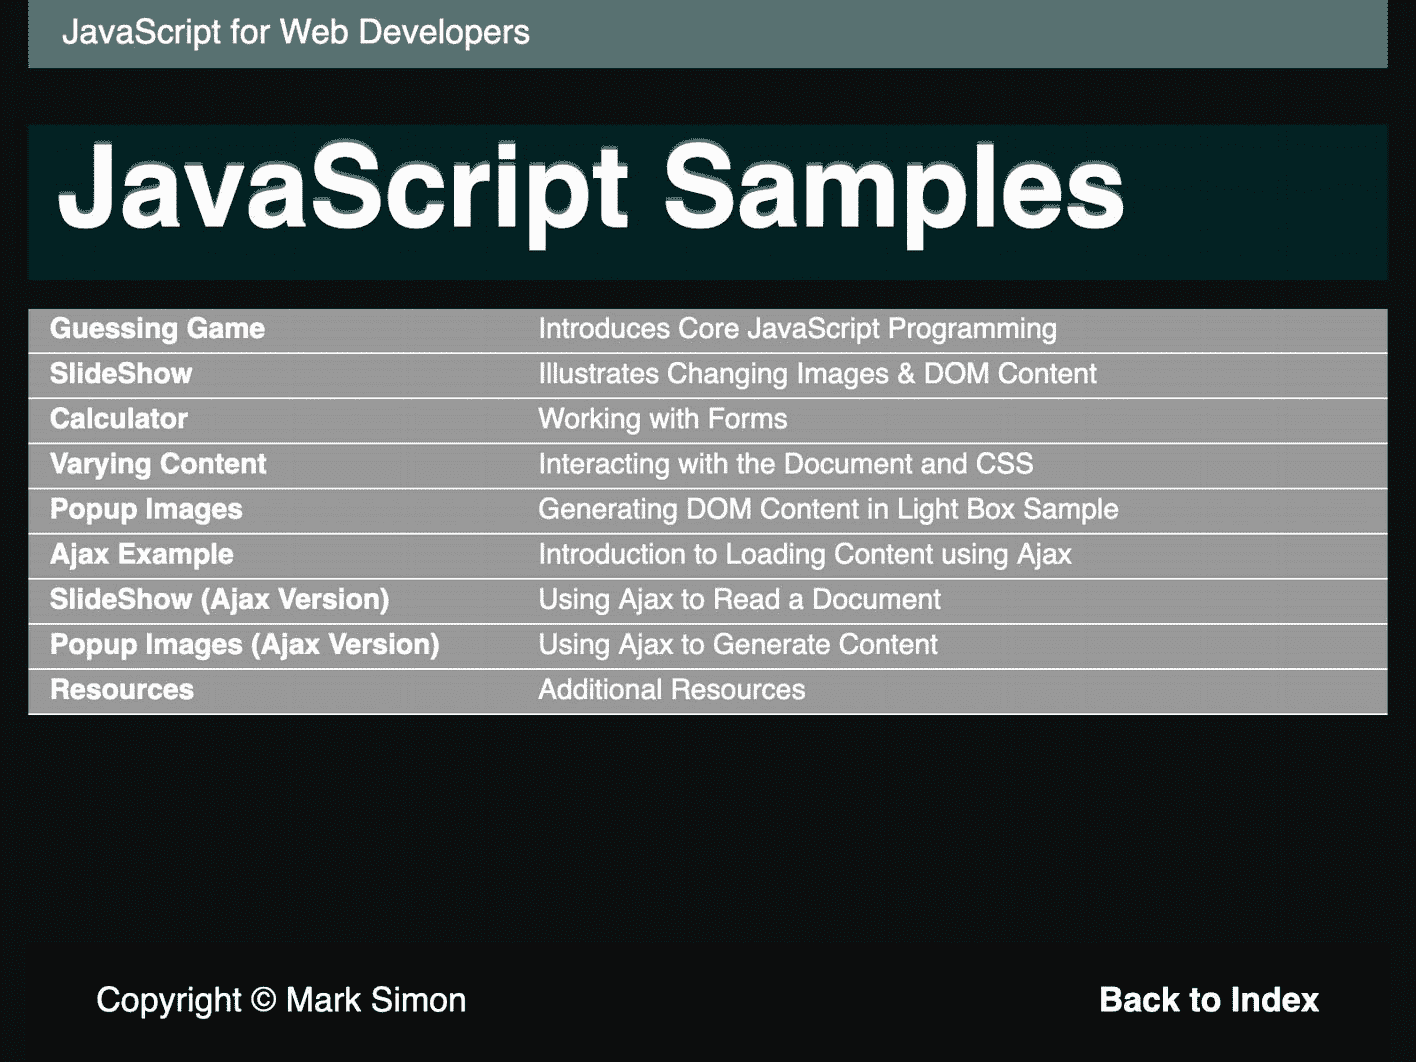 JavaScript for Web Developers
JavaScript Samples
Guessing Game Introduces Core JavaScript Programming
SlideShow Illustrates Changing Images & DOM Content
Calculator Working with Forms
Varying Content Interacting with the Document and CSS
Popup Images Generating DOM Content in Light Box Sample
Ajax Example Introduction to Loading Content using Ajax
SlideShow (Ajax Version) Using Ajax to Read a Document
Popup Images (Ajax Version) Using Ajax to Generate Content
Resources Additional Resources
Copyright © Mark Simon Back to Index